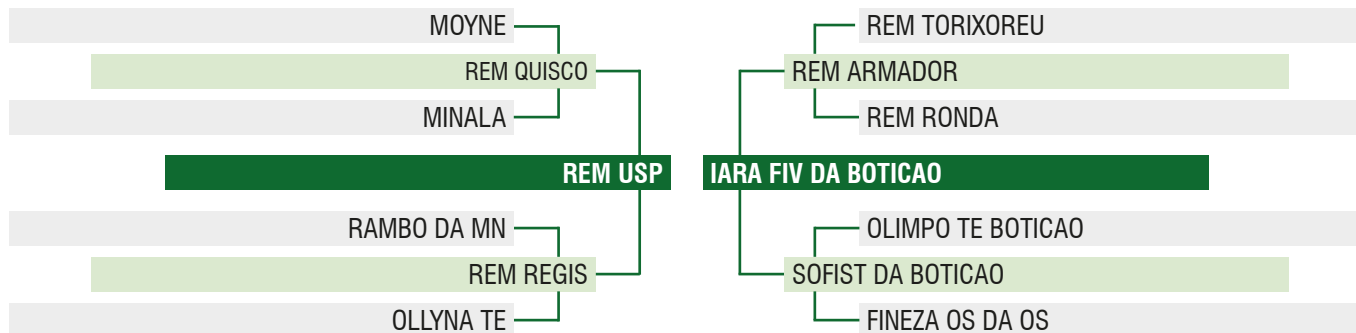 MOYNE
REM QUISCO
MINALA
REM USP
RAMBO DA MN
REM REGIS
OLLYNA TE
REM TORIXOREU
REM ARMADOR
REM RONDA
IARA FIV DA BOTICAO
OLIMPO TE BOTICAO
SOFIST DA BOTICAO
FINEZA OS DA OS